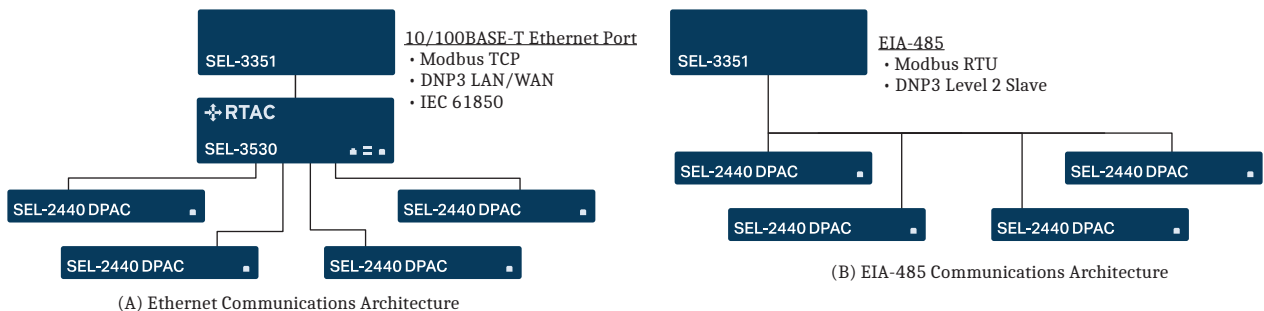 SEL-3351
10/100BASE-T Ethernet Port
• Modbus TCP
• DNP3 LAN/WAN
• IEC 61850
RTAC
SEL-3530
SEL-2440 DPAC
SEL-2440 DPAC
SEL-2440 DPAC
SEL-2440 DPAC
(A) Ethernet Communications Architecture
SEL-3351
EIA-485
• Modbus RTU
• DNP3 Level 2 Slave
SEL-2440 DPAC
SEL-2440 DPAC
SEL-2440 DPAC
SEL-2440 DPAC
(B) EIA-485 Communications Architecture